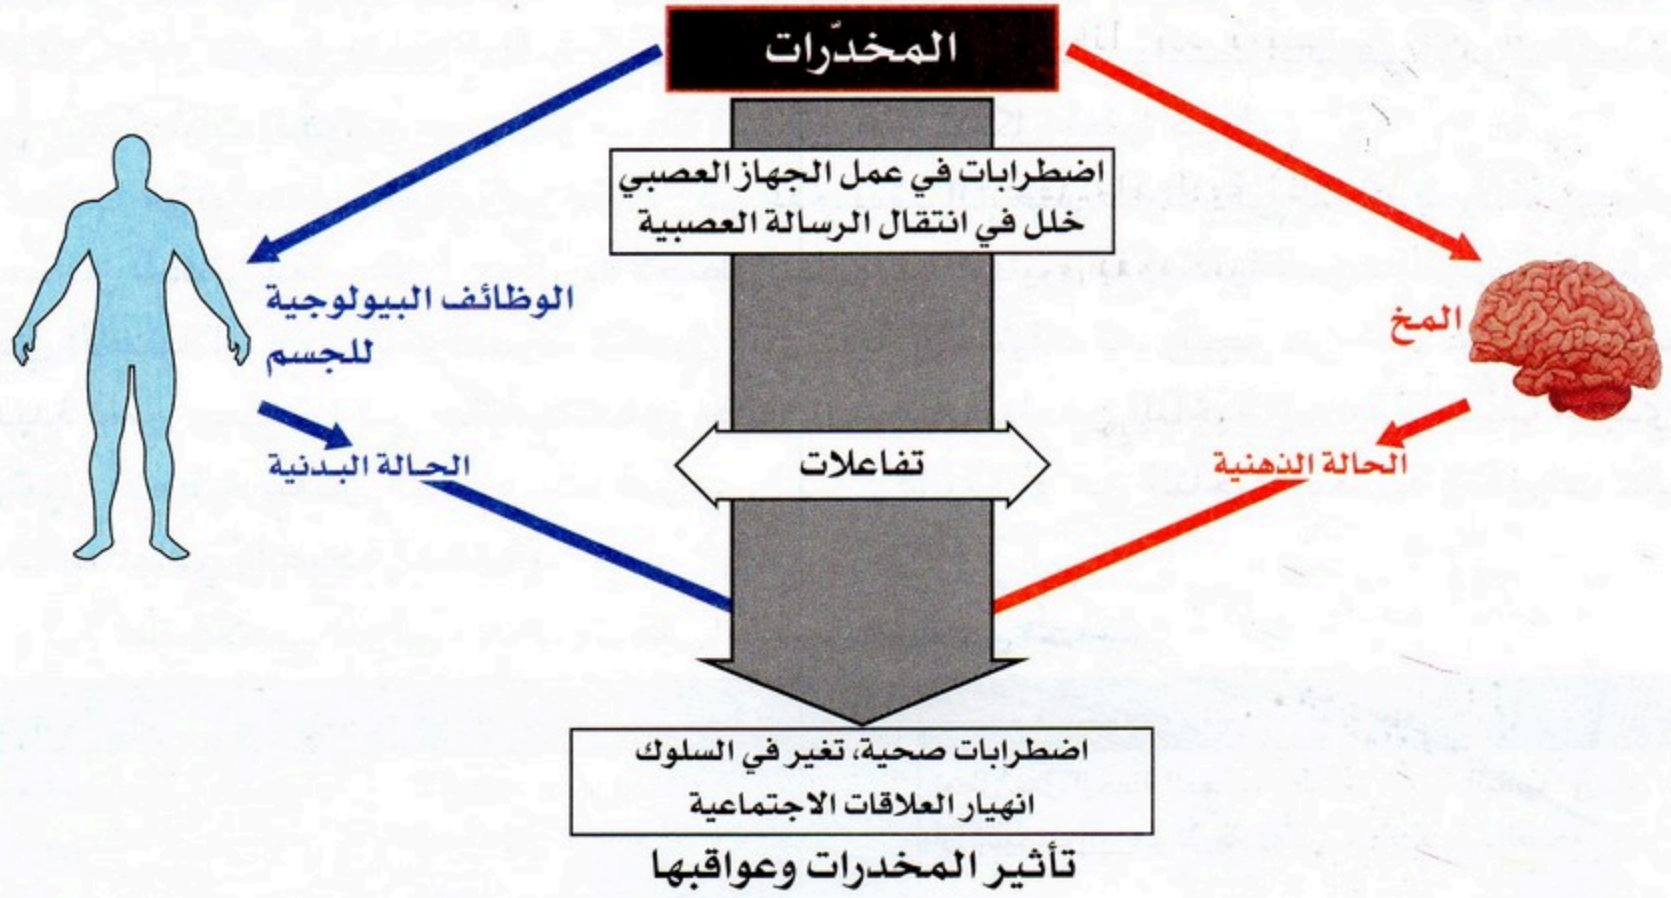 المخدّرات
اضطرابات في عمل الجهاز العصبي
خلل في انتقال الرسالة العصبية
المخ
الوظائف البيولوجية
للجسم
الحالة الذهنية
تفاعلات
الحالة البدنية
اضطرابات صحية، تغير في السلوك
انهيار العلاقات الاجتماعية
تأثير المخدرات وعواقبها